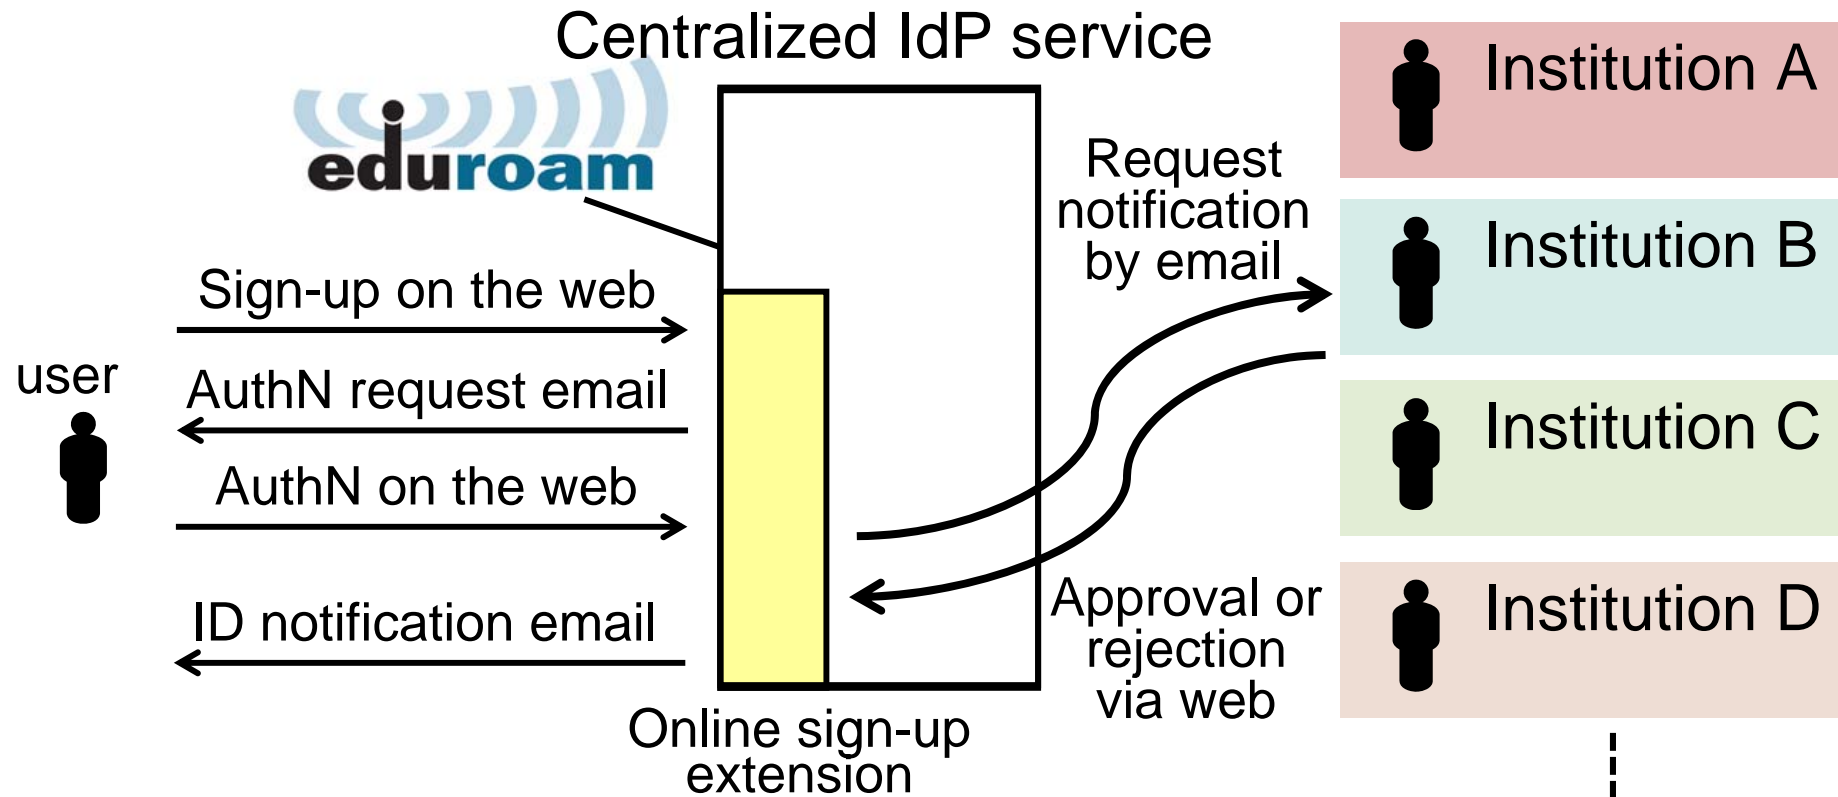 Centralized IdP service
eduroam
Sign-up on the web
user
AuthN request email
AuthN on the web
ID notification email
Online sign-up
extension
Request
notification
by email
Approval or
rejection
via web
Institution A
Institution B
Institution C
Institution D